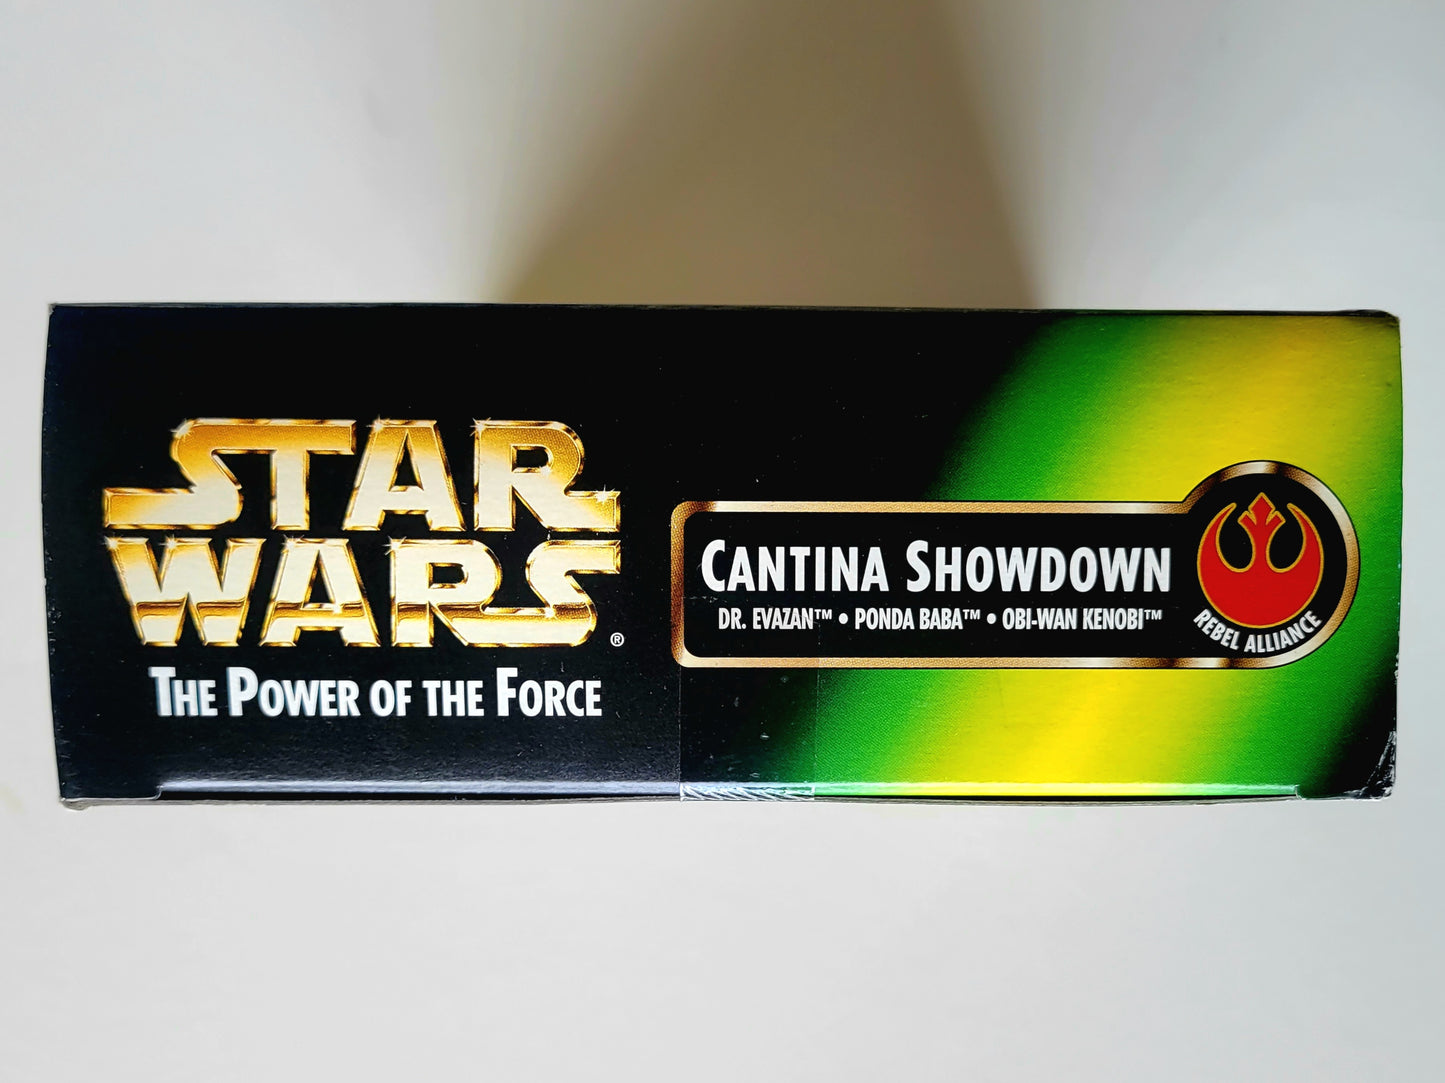 STAR
WARS®
THE POWER OF THE FORCE
CANTINA SHOWDOWN
DR. EVAZAN™ • PONDA BABA™ • OBI-WAN KENOBI™
REBEL ALLIANCE